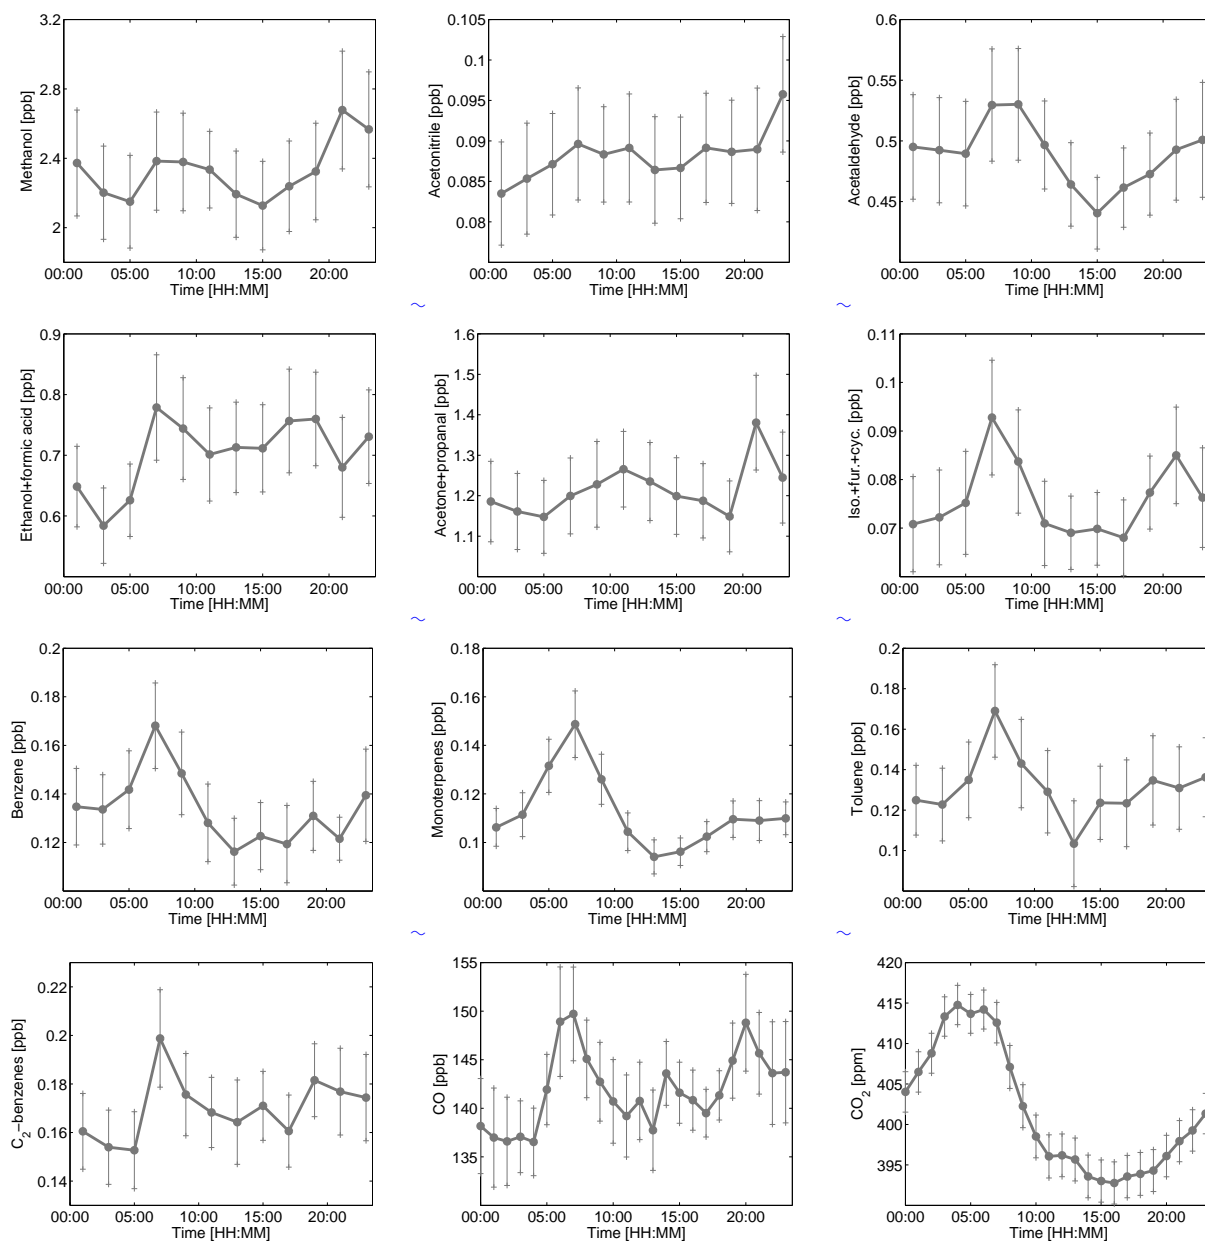 3.2
2.8
2.4
2
Methanol [ppb]
00:00 05:00 10:00 15:00 20:00
Time [HH:MM]
0.105
0.1
0.095
0.09
0.085
0.08
Acetonitrile [ppb]
00:00 05:00 10:00 15:00 20:00
Time [HH:MM]
0.6
0.55
0.5
0.45
Acetaldehyde [ppb]
00:00 05:00 10:00 15:00 20:00
Time [HH:MM]
~
~
0.9
0.8
0.7
0.6
Ethanol+formic acid [ppb]
00:00 05:00 10:00 15:00 20:00
Time [HH:MM]
1.6
1.5
1.4
1.3
1.2
1.1
Acetone+propanal [ppb]
00:00 05:00 10:00 15:00 20:00
Time [HH:MM]
0.11
0.1
0.09
0.08
0.07
Iso.+fur.+cyc. [ppb]
00:00 05:00 10:00 15:00 20:00
Time [HH:MM]
~
~
0.2
0.18
0.16
0.14
0.12
Benzene [ppb]
00:00 05:00 10:00 15:00 20:00
Time [HH:MM]
0.18
0.16
0.14
0.12
0.1
Monoterpenes [ppb]
00:00 05:00 10:00 15:00 20:00
Time [HH:MM]
0.2
0.18
0.16
0.14
0.12
0.1
Toluene [ppb]
00:00 05:00 10:00 15:00 20:00
Time [HH:MM]
~
~
0.22
0.2
0.18
0.16
0.14
C₂−benzenes [ppb]
00:00 05:00 10:00 15:00 20:00
Time [HH:MM]
155
150
145
140
135
CO [ppb]
00:00 05:00 10:00 15:00 20:00
Time [HH:MM]
420
415
410
405
400
395
CO₂ [ppm]
00:00 05:00 10:00 15:00 20:00
Time [HH:MM]